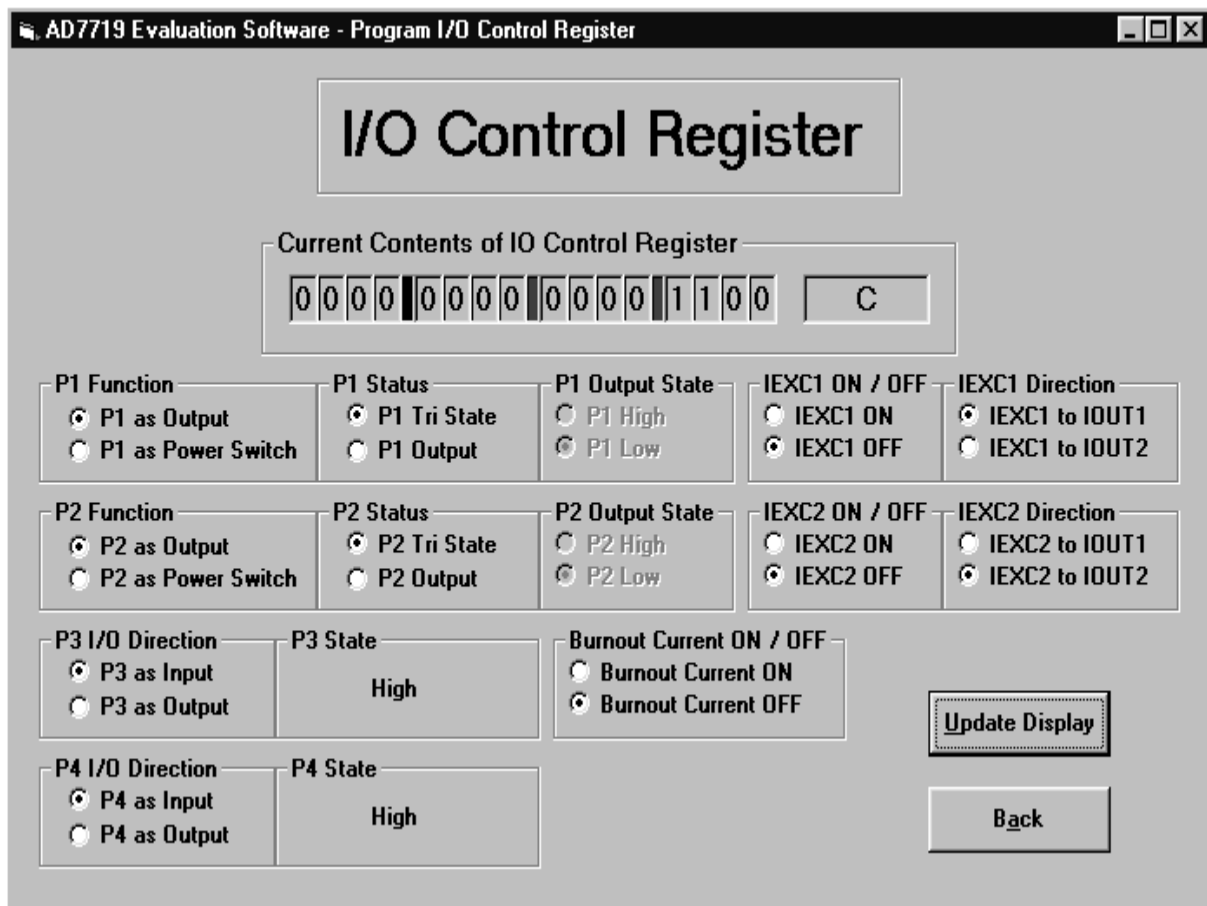 AD7719 Evaluation Software - Program I/O Control Register
I/O Control Register
Current Contents of IO Control Register
0 0 0 0 0 0 0 0 0 0 0 0 1 1 0 0 C
P1 Function P1 Status P1 Output State IEXC1 ON / OFF IEXC1 Direction
P1 as Output P1 Tri State P1 High IEXC1 ON IEXC1 to IOUT1
P1 as Power Switch P1 Output P1 Low IEXC1 OFF IEXC1 to IOUT2
P2 Function P2 Status P2 Output State IEXC2 ON / OFF IEXC2 Direction
P2 as Output P2 Tri State P2 High IEXC2 ON IEXC2 to IOUT1
P2 as Power Switch P2 Output P2 Low IEXC2 OFF IEXC2 to IOUT2
P3 I/O Direction P3 State Burnout Current ON / OFF
P3 as Input High Burnout Current ON
P3 as Output Burnout Current OFF
Update Display
P4 I/O Direction P4 State
P4 as Input High
P4 as Output
Back